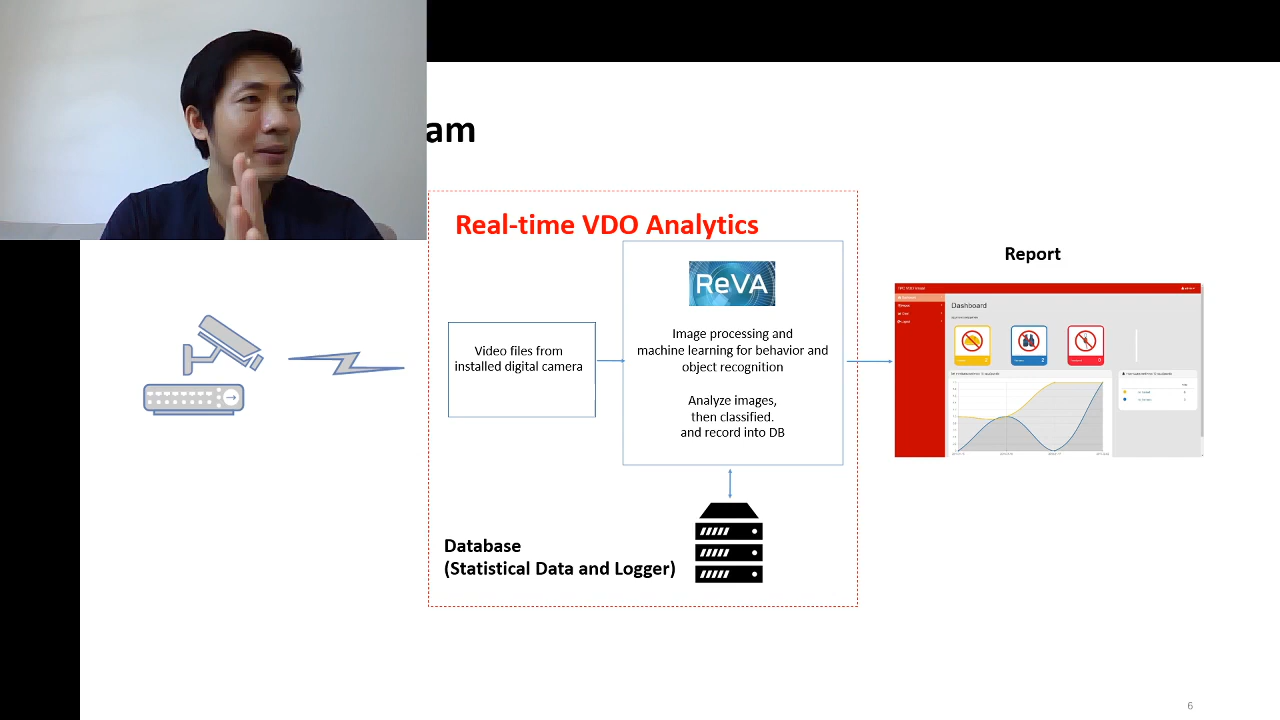 am
Real-time VDO Analytics
Report
ReVA
Dashboard
Video files from
installed digital camera
Image processing and
machine learning for behavior and
object recognition
Analyze images,
then classified.
and record into DB
Database
(Statistical Data and Logger)
6